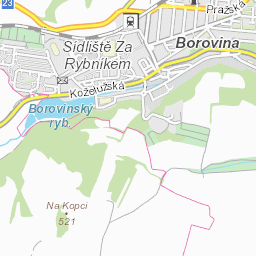 23
Pražská
Borovina
Sídliště Za
Rybníkem
Koželužská
Borovinský
ryb.
Na Kopci
521